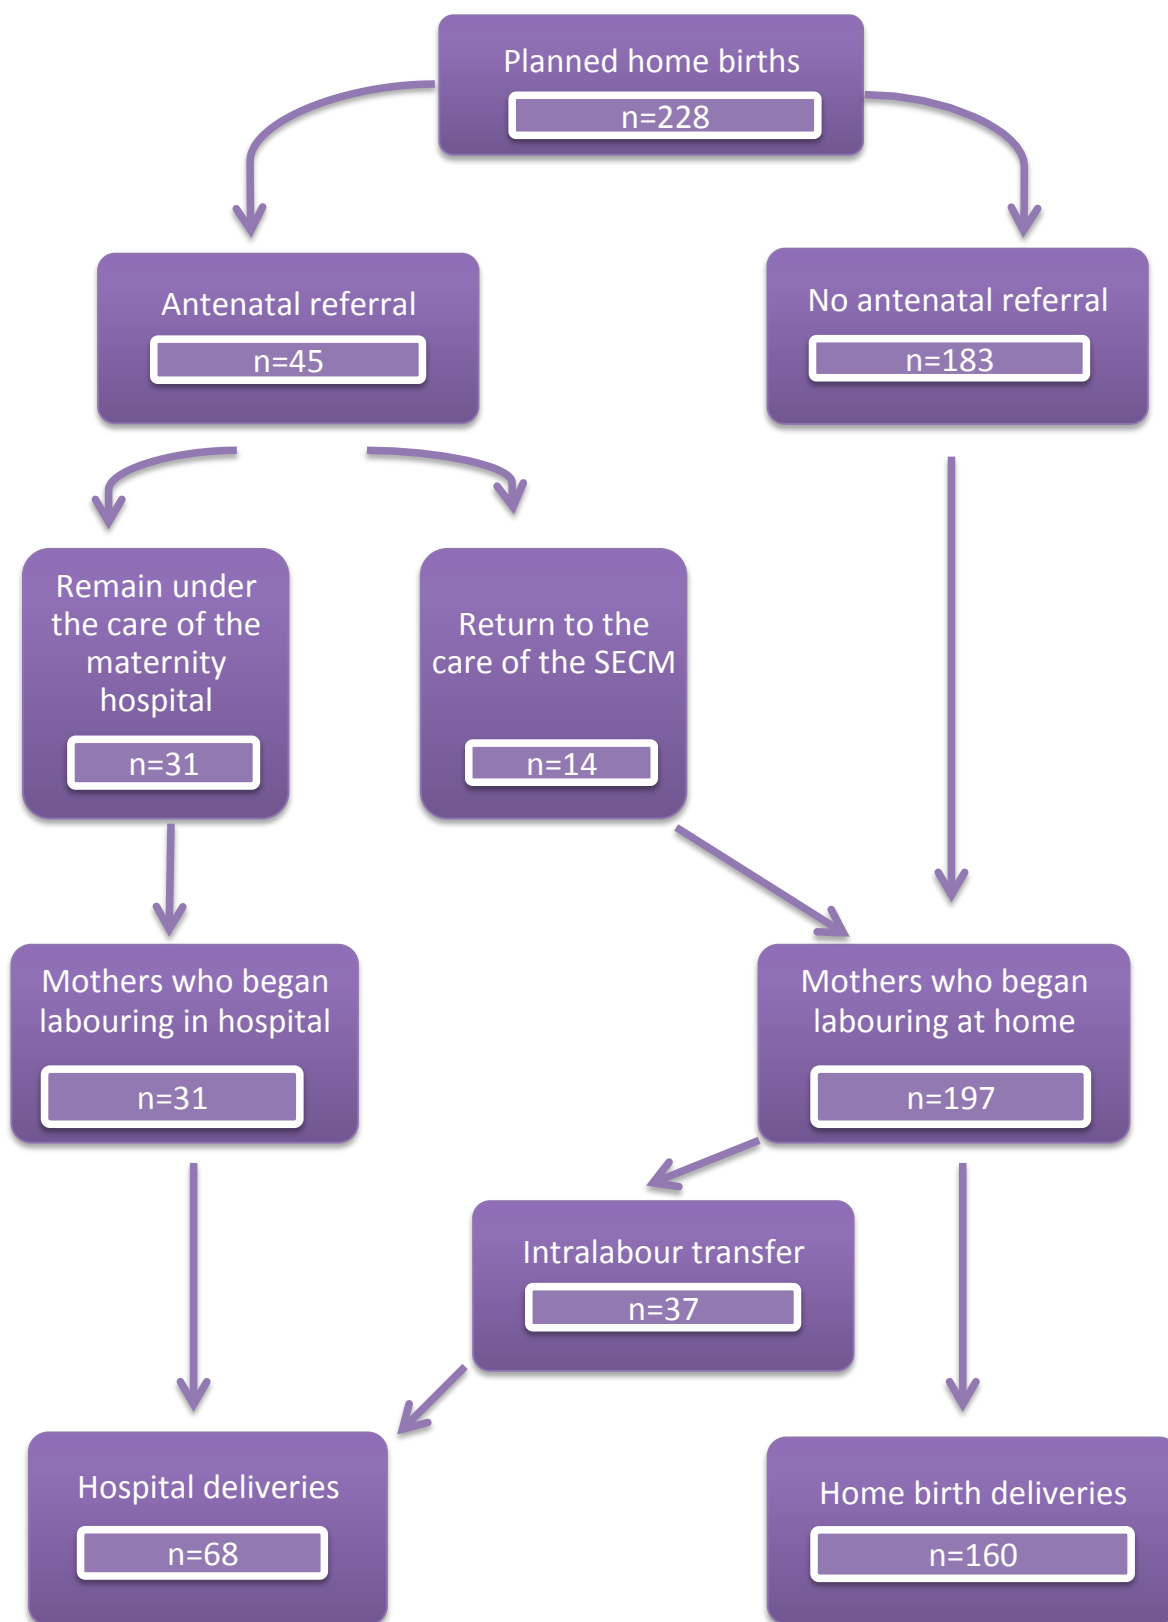 Planned home births
n=228
Antenatal referral
n=45
No antenatal referral
n=183
Remain under
the care of the
maternity
hospital
n=31
Return to the
care of the SECM
n=14
Mothers who began
labouring in hospital
n=31
Mothers who began
labouring at home
n=197
Intralabour transfer
n=37
Hospital deliveries
n=68
Home birth deliveries
n=160